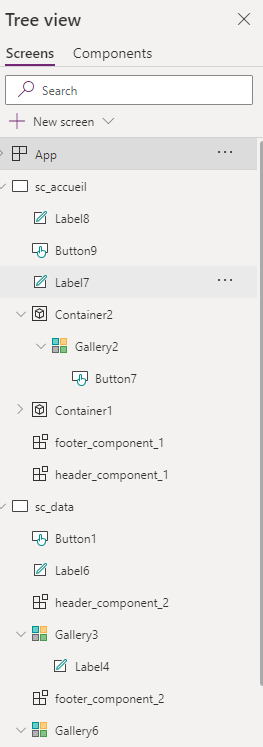 Tree view
Screens Components
Search
New screen
App
sc_accueil
Label8
Button9
Label7
Container2
Gallery2
Button7
Container1
footer_component_1
header_component_1
sc_data
Button1
Label6
header_component_2
Gallery3
Label4
footer_component_2
Gallery6